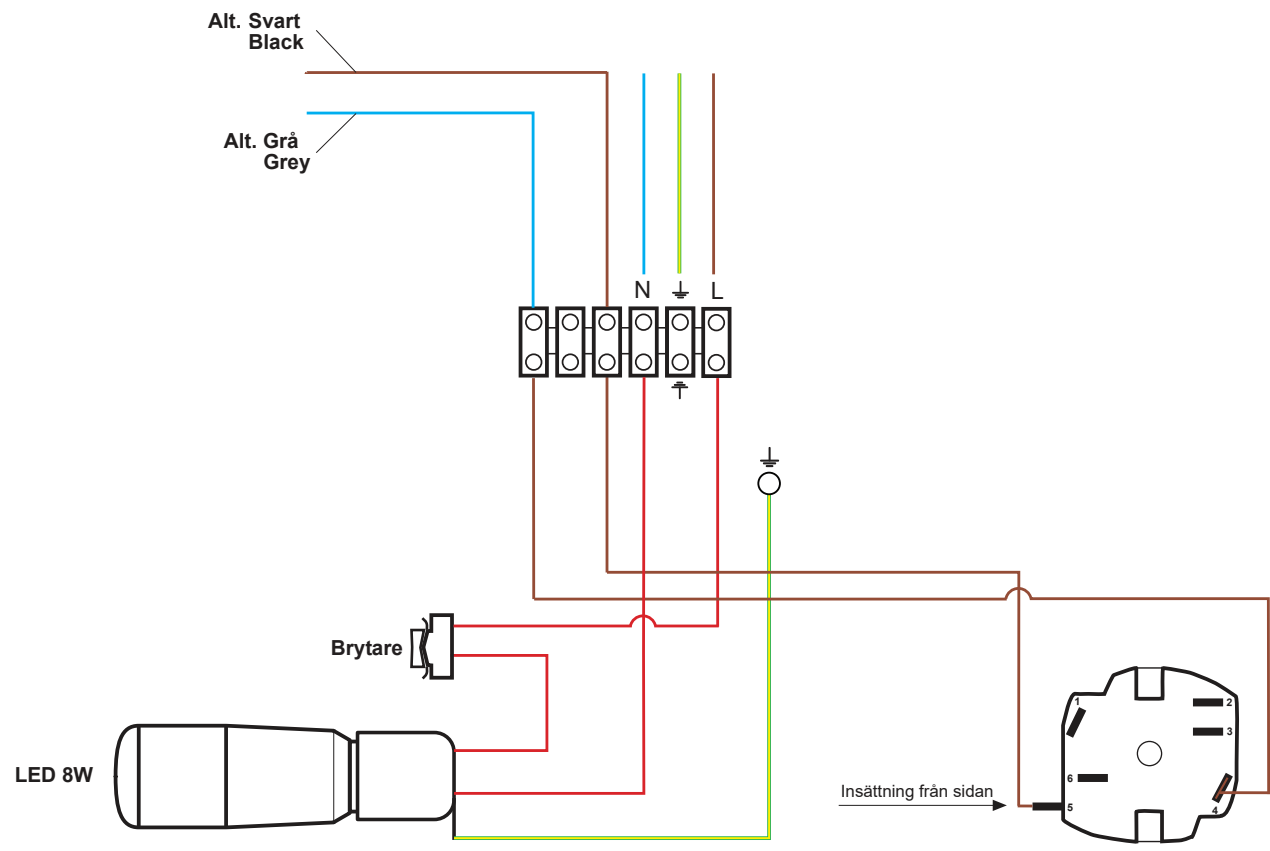 Alt. Svart
Black
Alt. Grå
Grey
N
L
Brytare
LED 8W
Insättning från sidan
1
2
3
6
5
4